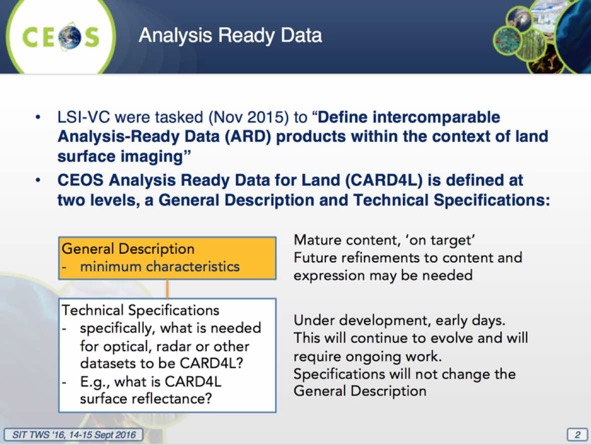 CEOS
Analysis Ready Data
• LSI-VC were tasked (Nov 2015) to “Define intercomparable
Analysis-Ready Data (ARD) products within the context of land
surface imaging”
• CEOS Analysis Ready Data for Land (CARD4L) is defined at
two levels, a General Description and Technical Specifications:
General Description
- minimum characteristics
Mature content, ‘on target’
Future refinements to content and
expression may be needed
Technical Specifications
- specifically, what is needed
for optical, radar or other
datasets to be CARD4L?
- E.g., what is CARD4L
surface reflectance?
Under development, early days.
This will continue to evolve and will
require ongoing work.
Specifications will not change the
General Description
SIT TWS '16, 14-15 Sept 2016
2